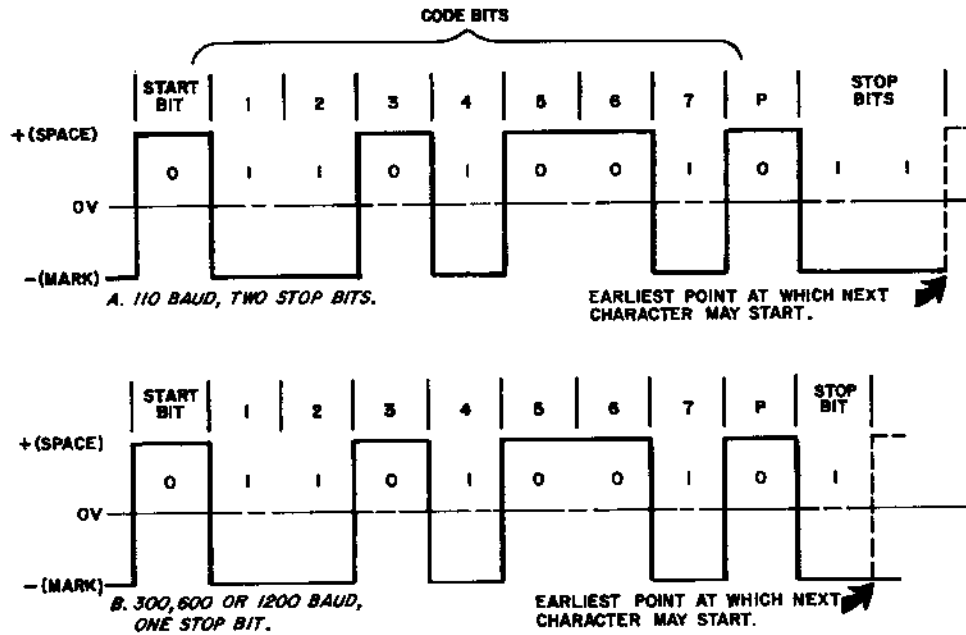 CODE BITS
START BIT 1 2 3 4 5 6 7 P STOP BITS
+(SPACE)
0 1 1 0 1 0 0 1 0 1 1
0V
-(MARK)
A. 110 BAUD, TWO STOP BITS.
EARLIEST POINT AT WHICH NEXT
CHARACTER MAY START.
START BIT 1 2 3 4 5 6 7 P STOP BIT
+(SPACE)
0 1 1 0 1 0 0 1 0 1
0V
-(MARK)
B. 300,600 OR 1200 BAUD,
ONE STOP BIT.
EARLIEST POINT AT WHICH NEXT
CHARACTER MAY START.